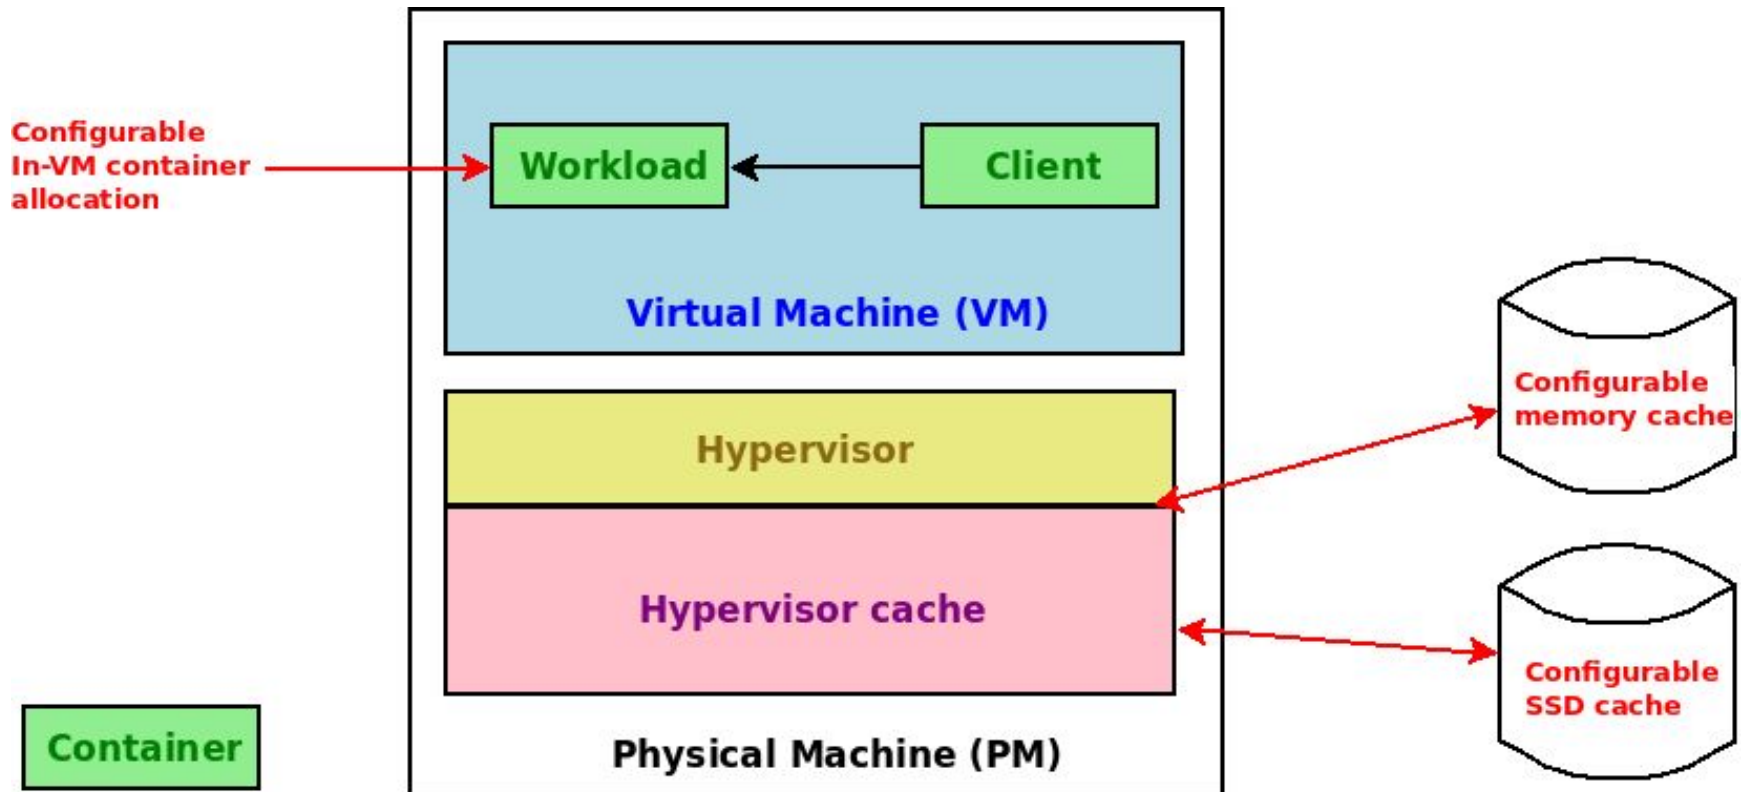 Configurable
In-VM container
allocation
Workload
Client
Virtual Machine (VM)
Hypervisor
Hypervisor cache
Configurable
memory cache
Configurable
SSD cache
Container
Physical Machine (PM)